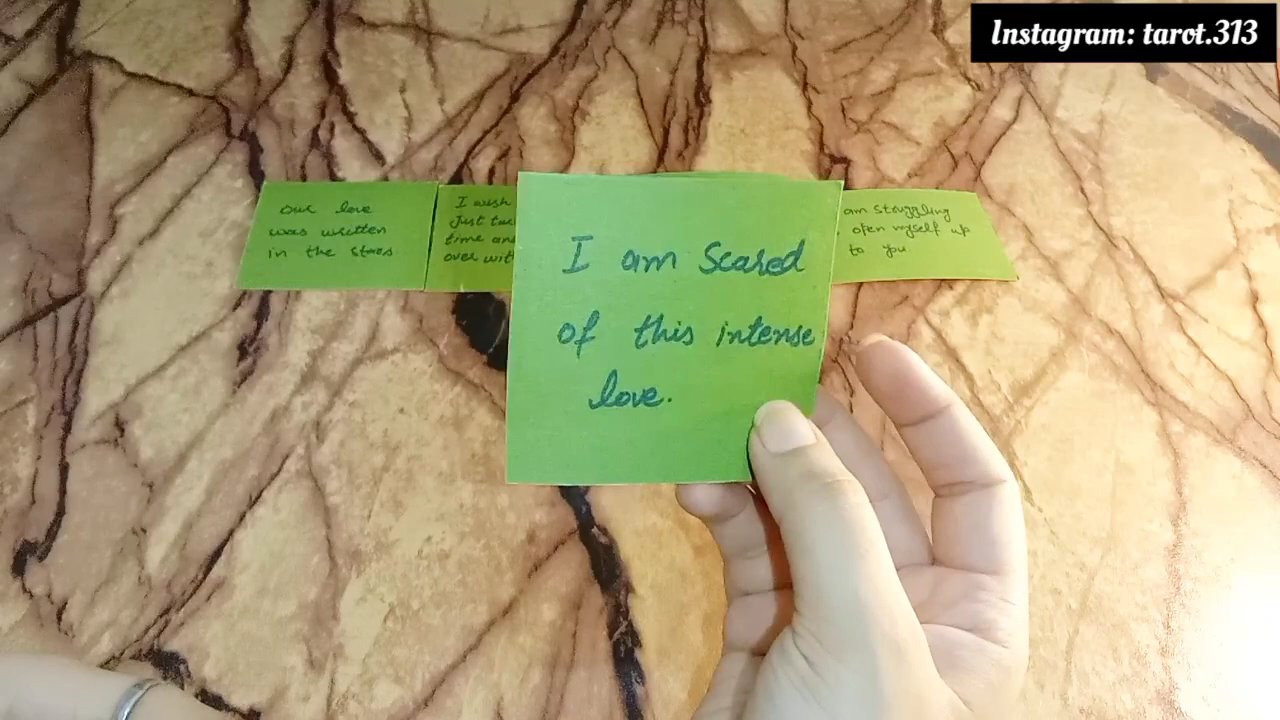 Instagram: tarot.313
our love
was written
in the stars.
I wish
Just
time and
over
I am Scared
of this intense
love.
am struggling
open myself up
to you